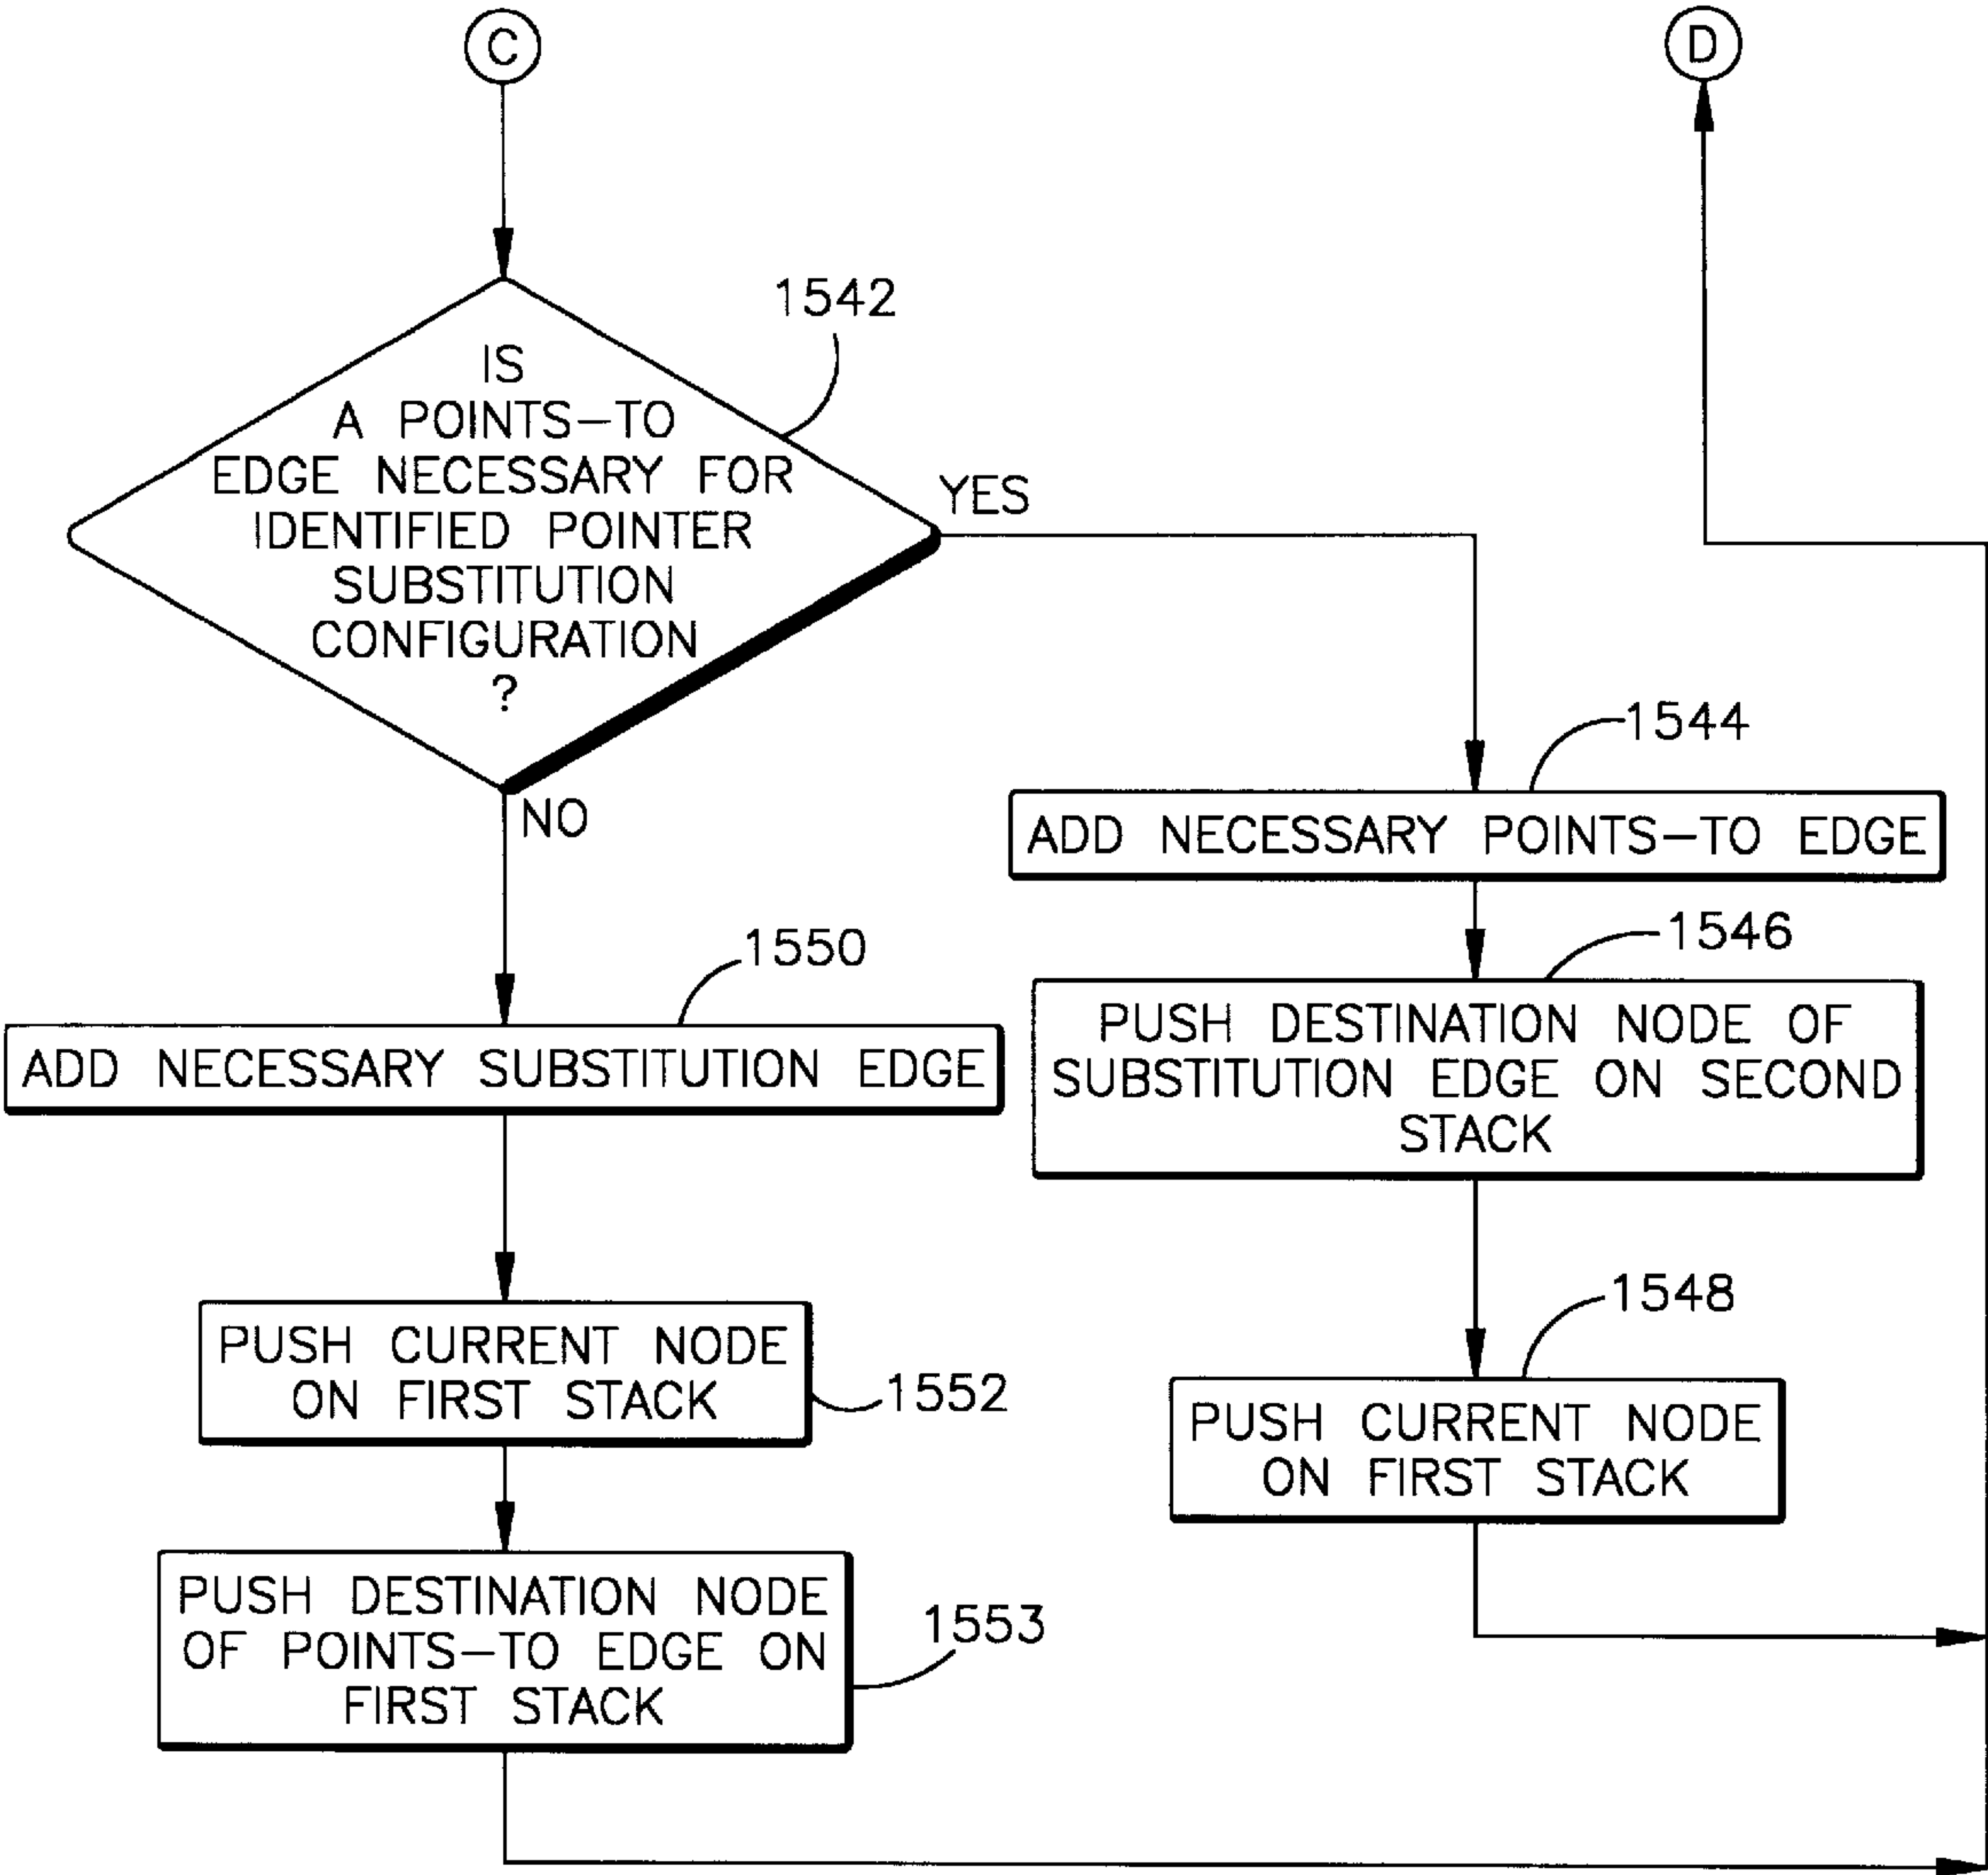 C
D
1542
IS
A POINTS-TO
EDGE NECESSARY FOR
IDENTIFIED POINTER
SUBSTITUTION
CONFIGURATION
?
YES
NO
1544
ADD NECESSARY POINTS-TO EDGE
1546
PUSH DESTINATION NODE OF
SUBSTITUTION EDGE ON SECOND
STACK
1548
PUSH CURRENT NODE
ON FIRST STACK
1550
ADD NECESSARY SUBSTITUTION EDGE
PUSH CURRENT NODE
ON FIRST STACK
1552
PUSH DESTINATION NODE
OF POINTS-TO EDGE ON
FIRST STACK
1553